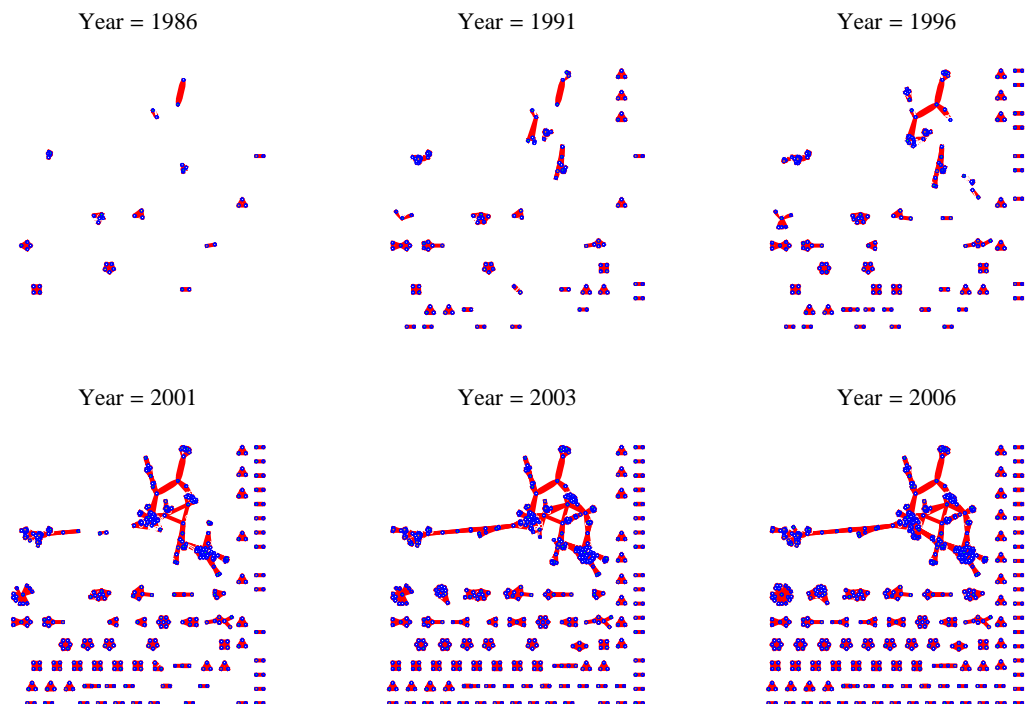 Year = 1986
Year = 1991
Year = 1996
Year = 2001
Year = 2003
Year = 2006